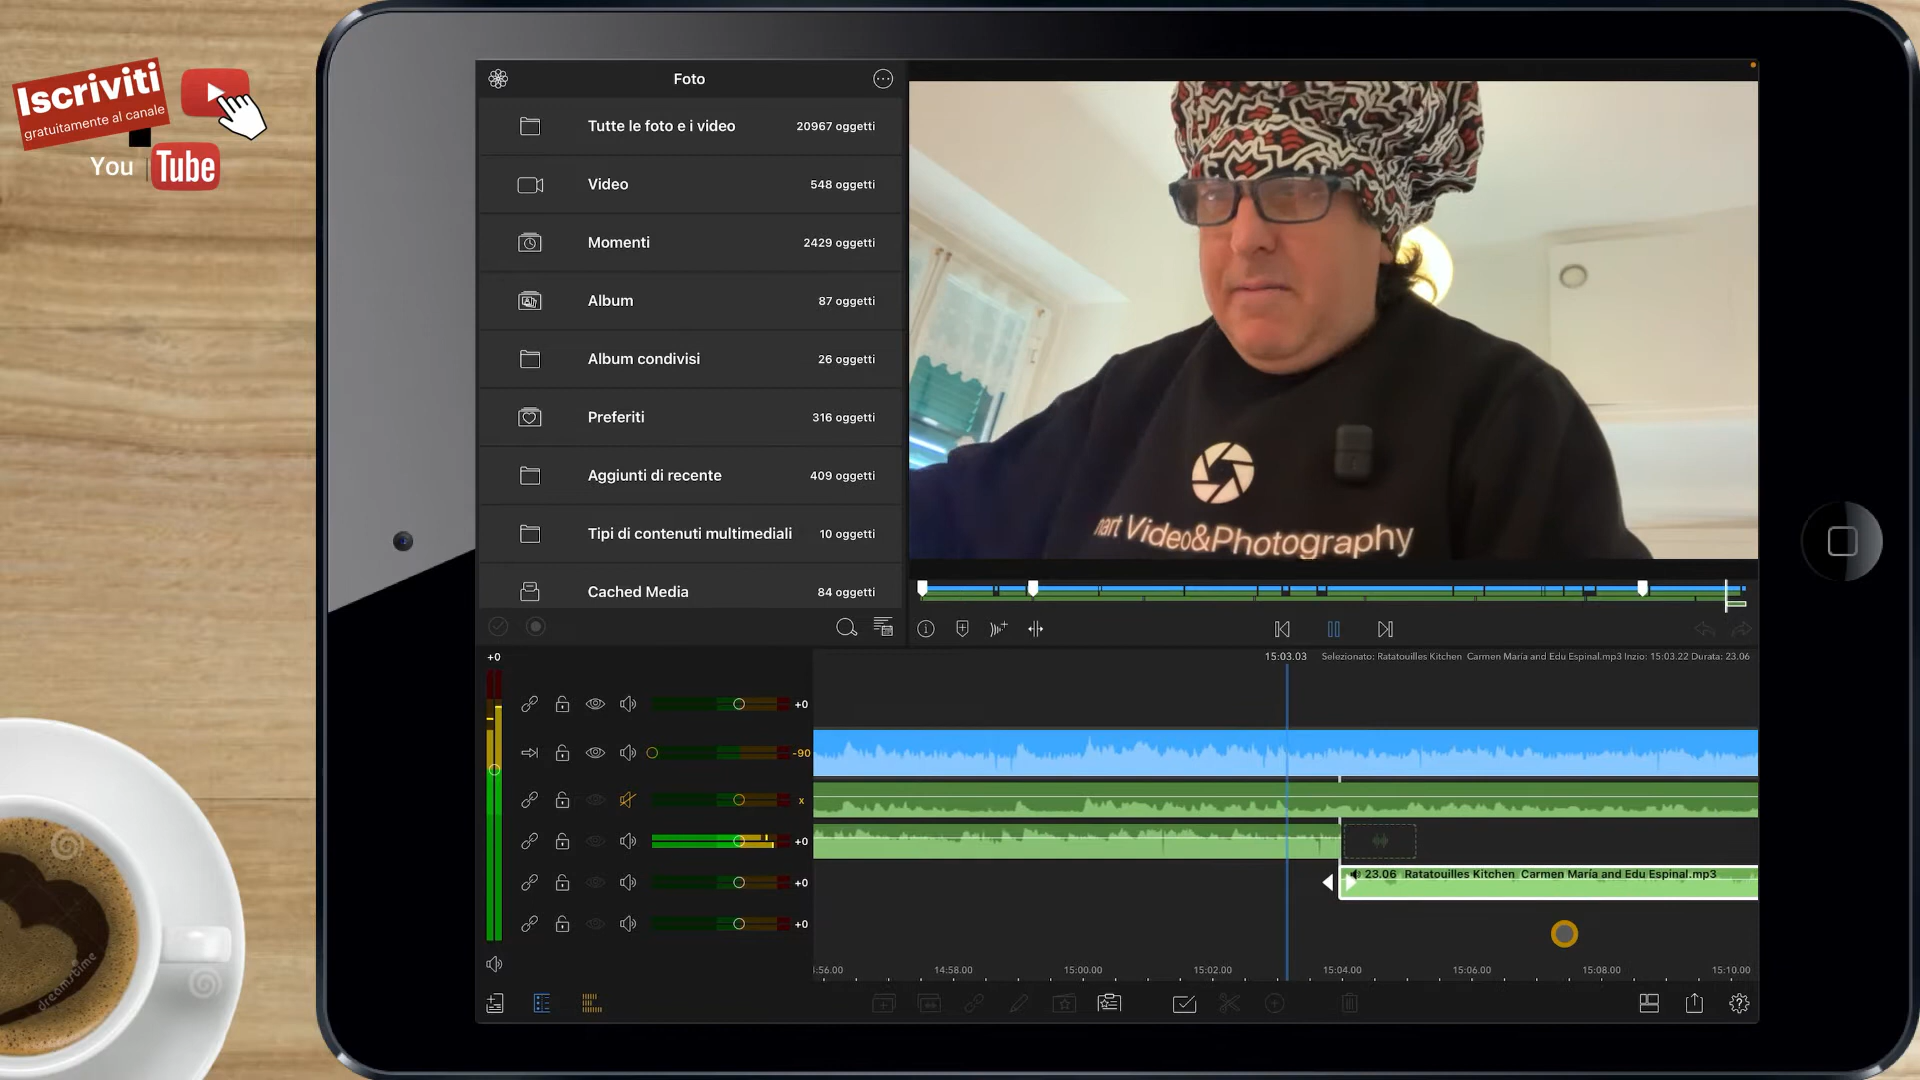 Iscriviti
gratuitamente al canale
You Tube
Foto
Tutte le foto e i video 20967 oggetti
Video 548 oggetti
Momenti 2429 oggetti
Album 87 oggetti
Album condivisi 26 oggetti
Preferiti 316 oggetti
Aggiunti di recente 409 oggetti
Tipi di contenuti multimediali 10 oggetti
Cached Media 84 oggetti
mart Video&Photography
+0
15:03.03
Selezionato: Ratatouilles Kitchen Carmen María and Edu Espinal.mp3 Inzio: 15:03.22 Durata: 23.06
+0
-90
x
+0
+0
+0
23.06 Ratatouilles Kitchen Carmen María and Edu Espinal.mp3
:56.00 14:58.00 15:00.00 15:02.00 15:04.00 15:06.00 15:08.00 15:10.00
dreamstime